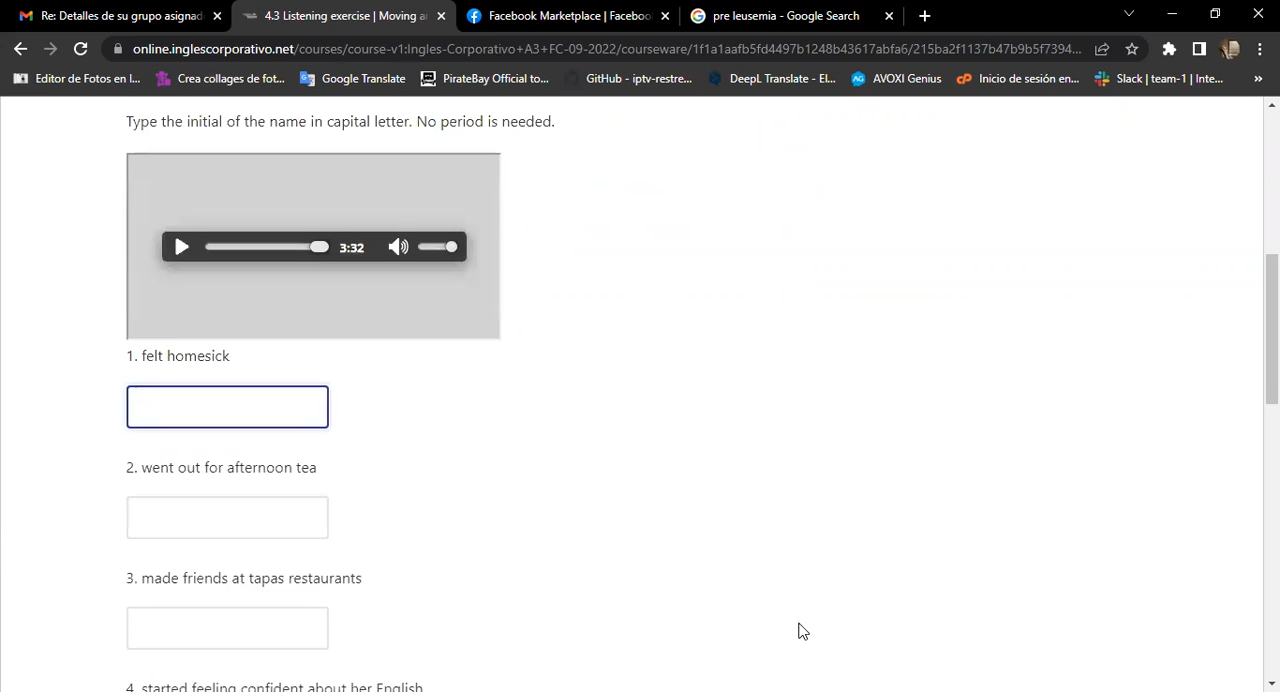 Re: Detalles de su grupo asignad
4.3 Listening exercise | Moving a
Facebook Marketplace | Faceboo
pre leusemia - Google Search
online.inglescorporativo.net/courses/course-v1:Ingles-Corporativo+A3+FC-09-2022/courseware/1f1a1aafb5fd4497b1248b43617abfa6/215ba2f1137b47b9b5f7394...
Editor de Fotos en l...
Crea collages de fot...
Google Translate
PirateBay Official to...
GitHub - iptv-restre...
DeepL Translate - El...
AVOXI Genius
Inicio de sesión en...
Slack | team-1 | Inte...
Type the initial of the name in capital letter. No period is needed.
3:32
1. felt homesick
2. went out for afternoon tea
3. made friends at tapas restaurants
4. started feeling confident about her English